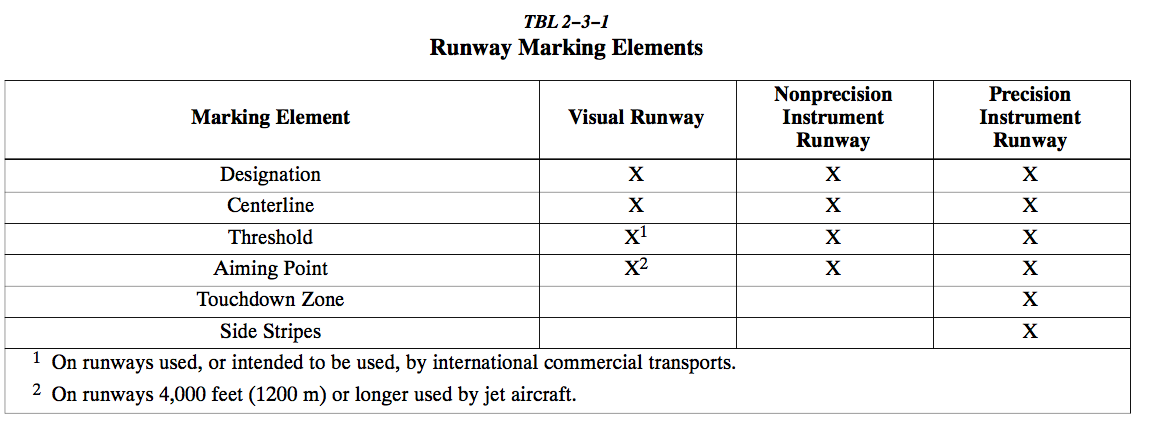 TBL 2–3–1
Runway Marking Elements
Marking Element Visual Runway Nonprecision Instrument Runway Precision Instrument Runway
Designation X X X
Centerline X X X
Threshold X1 X X
Aiming Point X2 X X
Touchdown Zone X
Side Stripes X
1 On runways used, or intended to be used, by international commercial transports.
2 On runways 4,000 feet (1200 m) or longer used by jet aircraft.